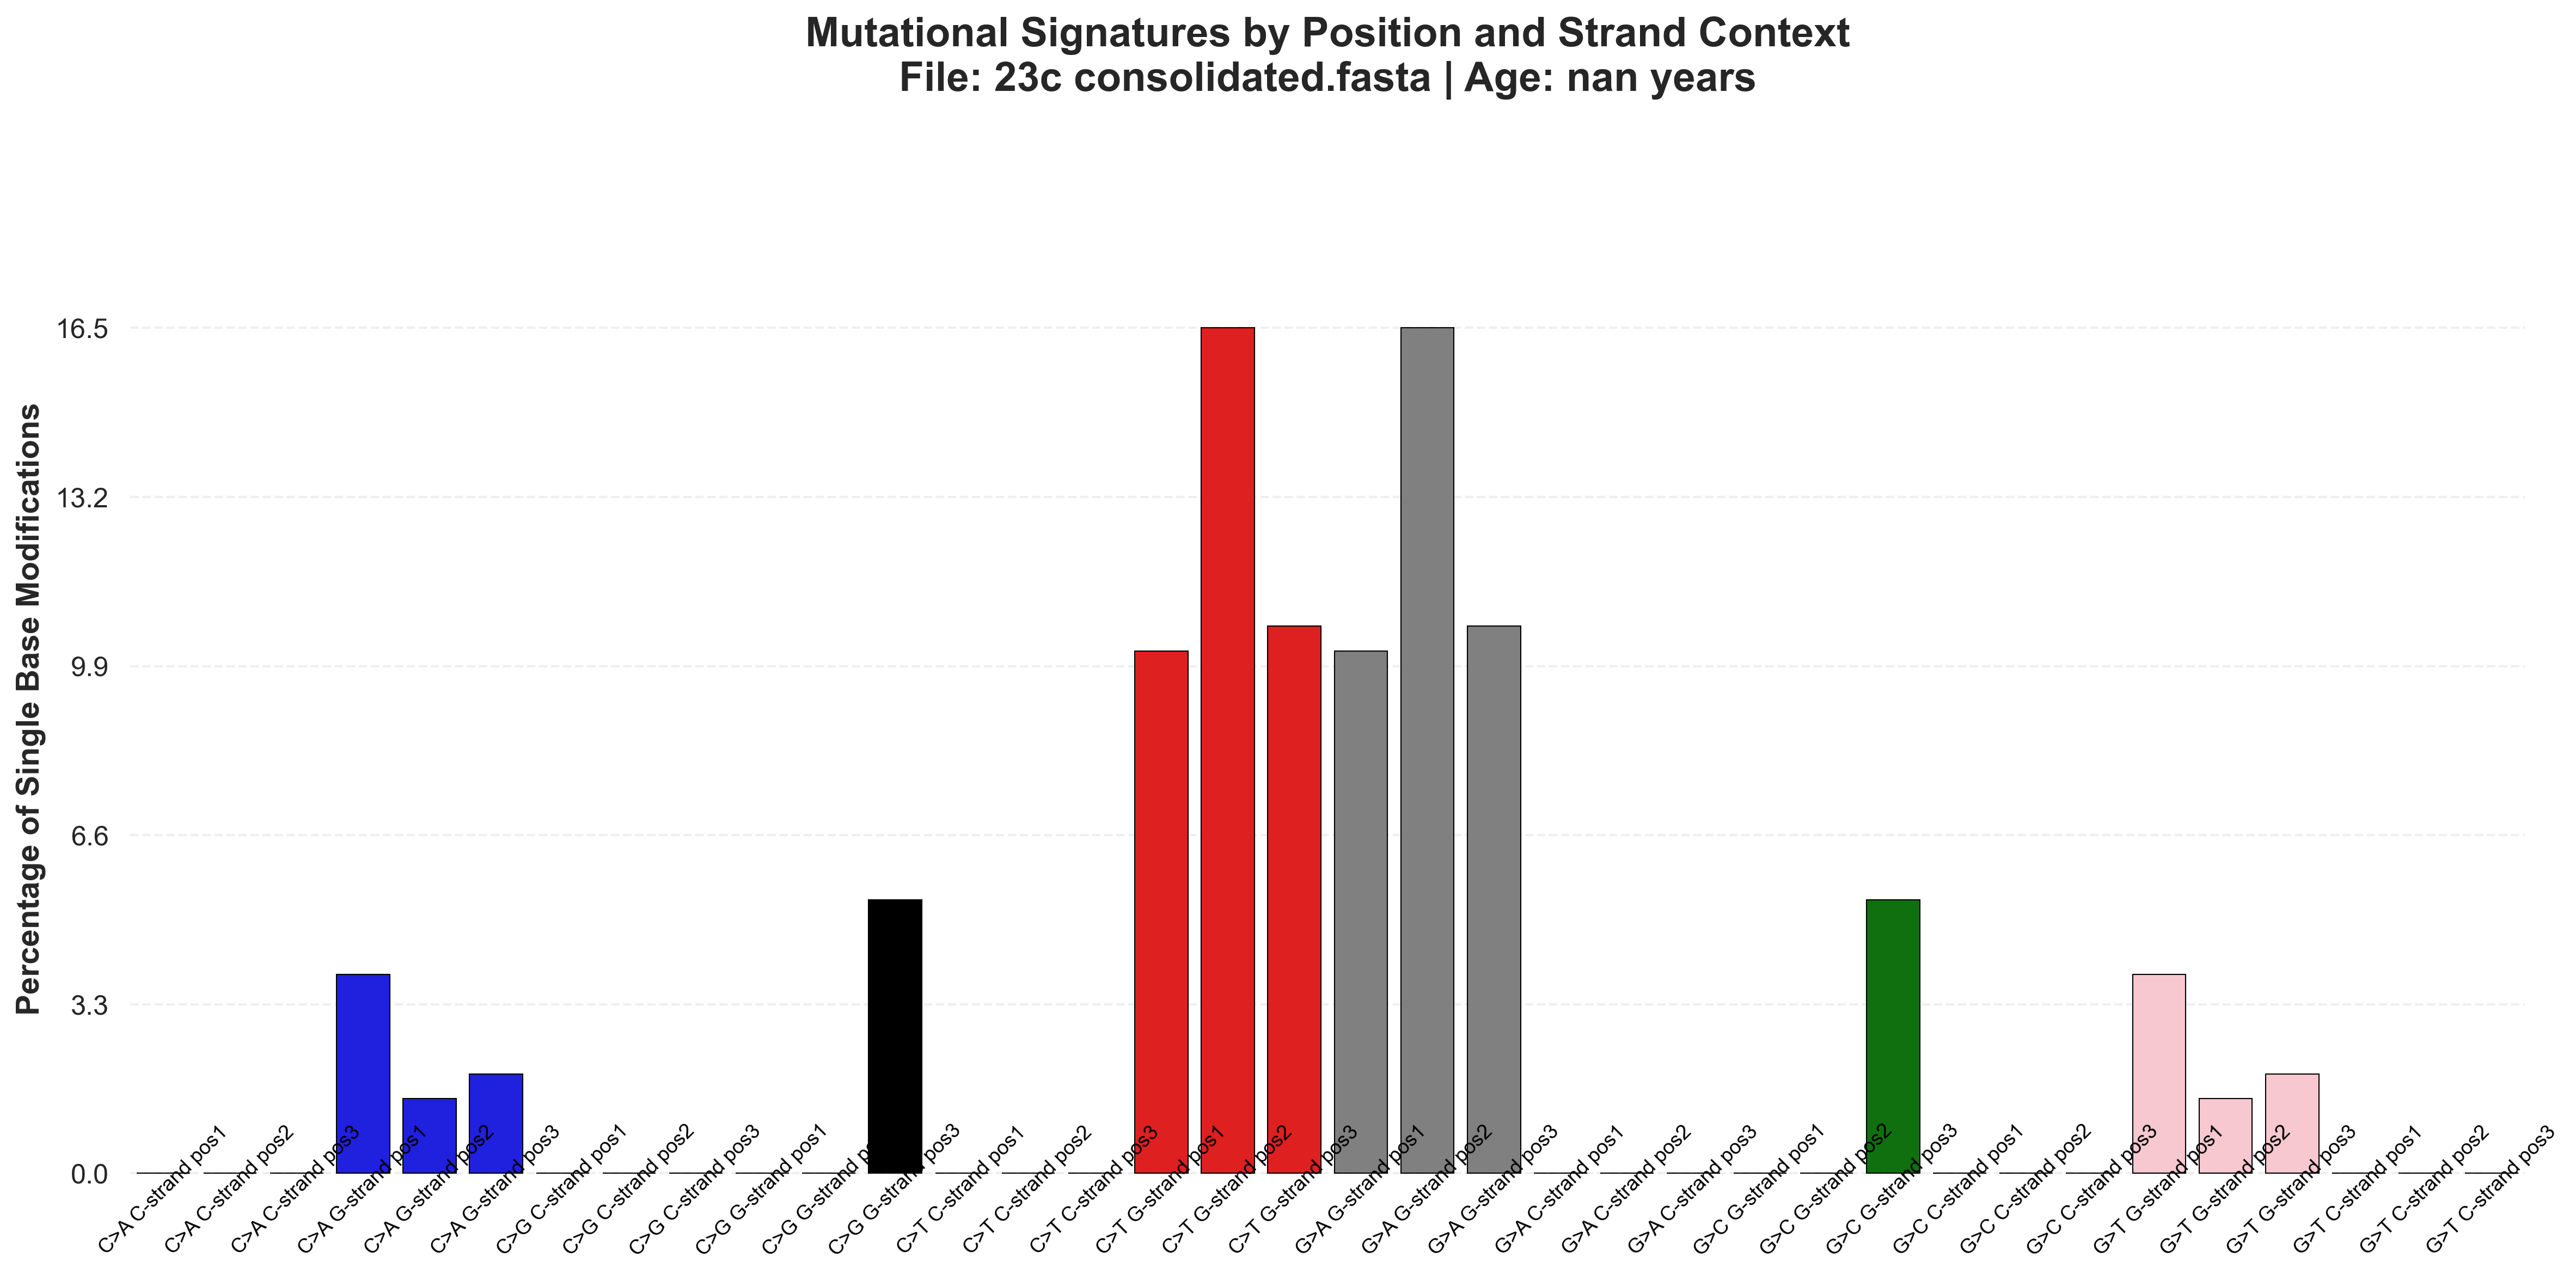 Mutational Signatures by Position and Strand Context
File: 23c consolidated.fasta | Age: nan years
Percentage of Single Base Modifications
16.5
13.2
9.9
6.6
3.3
0.0
C>A C-strand pos1
C>A C-strand pos2
C>A C-strand pos3
C>A G-strand pos1
C>A G-strand pos2
C>A G-strand pos3
C>G C-strand pos1
C>G C-strand pos2
C>G C-strand pos3
C>G G-strand pos1
C>G G-strand pos2
C>G G-strand pos3
C>T C-strand pos1
C>T C-strand pos2
C>T C-strand pos3
C>T G-strand pos1
C>T G-strand pos2
C>T G-strand pos3
G>A G-strand pos1
G>A G-strand pos2
G>A G-strand pos3
G>A C-strand pos1
G>A C-strand pos2
G>A C-strand pos3
G>C G-strand pos1
G>C G-strand pos2
G>C G-strand pos3
G>C C-strand pos1
G>C C-strand pos2
G>C C-strand pos3
G>T G-strand pos1
G>T G-strand pos2
G>T G-strand pos3
G>T C-strand pos1
G>T C-strand pos2
G>T C-strand pos3